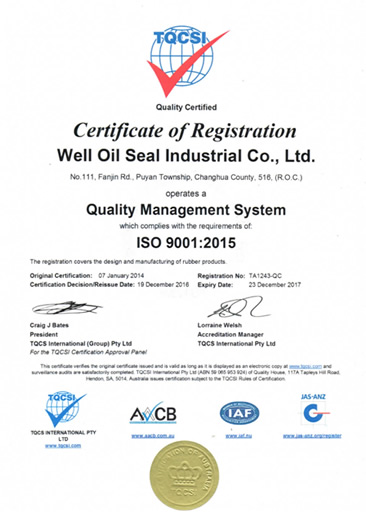 TQCSI
Quality Certified
Certificate of Registration
Well Oil Seal Industrial Co., Ltd.
No.111, Fanjin Rd., Puyan Township, Changhua County, 516, (R.O.C.)
operates a
Quality Management System
which complies with the requirements of:
ISO 9001:2015
The registration covers the design and manufacturing of rubber products.
Original Certification: 07 January 2014 Registration No: TA1243-QC
Certification Decision/Reissue Date: 19 December 2016 Expiry Date: 23 December 2017
Craig J Bates Lorraine Welsh
President Accreditation Manager
TQCS International (Group) Pty Ltd TQCS International Pty Ltd
For the TQCSI Certification Approval Panel
This certificate verifies the original certificate issued and is valid as long as it is displayed as an electronic copy at www.tqcsi.com and
surveillance audits are satisfactorily completed. TQCSI International Pty Ltd (ABN 59 965 953 924) of Quality House, 117A Tapleys Hill Road,
Hendon, SA, 5014, Australia issues certification subject to the TQCSI Rules of Certification.
TQCSI AWCB IAF JAS-ANZ
TQCS INTERNATIONAL PTY
LTD
www.tqcsi.com www.aacb.com.au www.iaf.nu www.jas-anz.org/register
TQCSI